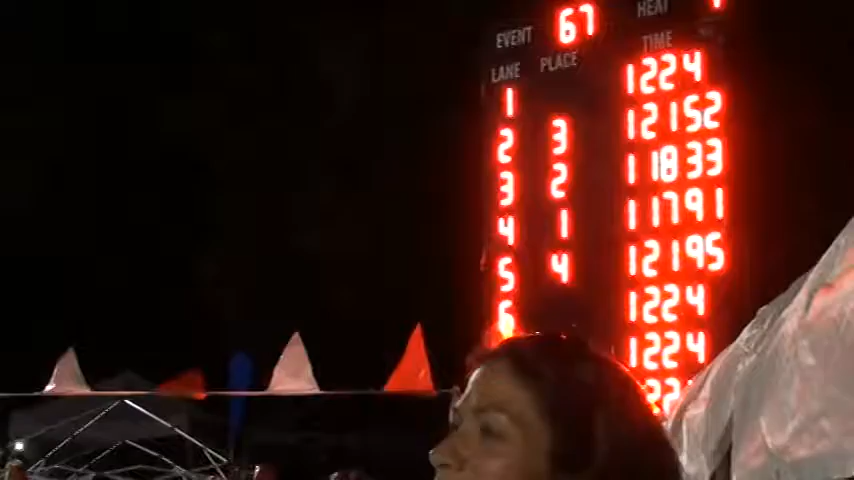 EVENT 67 HEAT
LANE PLACE TIME
1 1224
2 3 12152
3 2 11833
4 1 11791
5 4 12195
6 1224
1224